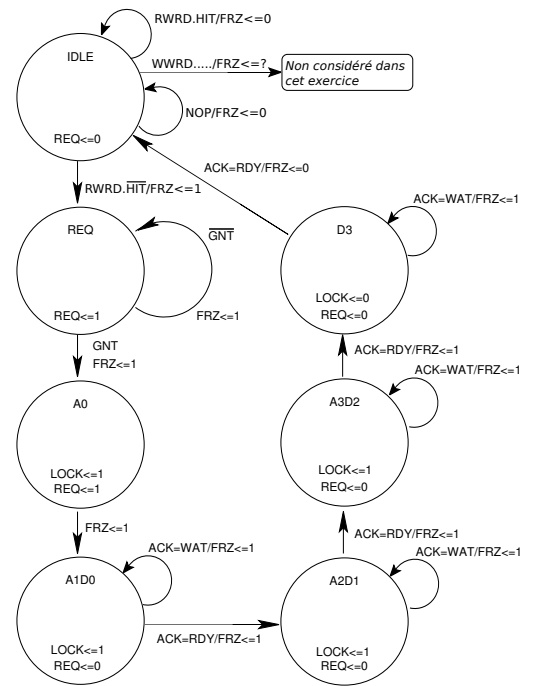 RWRD.HIT/FRZ<=0
IDLE
WWRD...../FRZ<=?
Non considéré dans
cet exercice
NOP/FRZ<=0
REQ<=0
ACK=RDY/FRZ<=0
RWRD.H̅I̅T̅/FRZ<=1
ACK=WAT/FRZ<=1
REQ
G̅N̅T̅
D3
LOCK<=0
REQ<=0
REQ<=1
FRZ<=1
GNT
FRZ<=1
ACK=RDY/FRZ<=1
ACK=WAT/FRZ<=1
A0
A3D2
LOCK<=1
REQ<=1
LOCK<=1
REQ<=0
FRZ<=1
ACK=RDY/FRZ<=1
ACK=WAT/FRZ<=1
ACK=WAT/FRZ<=1
A1D0
A2D1
ACK=RDY/FRZ<=1
LOCK<=1
REQ<=0
LOCK<=1
REQ<=0